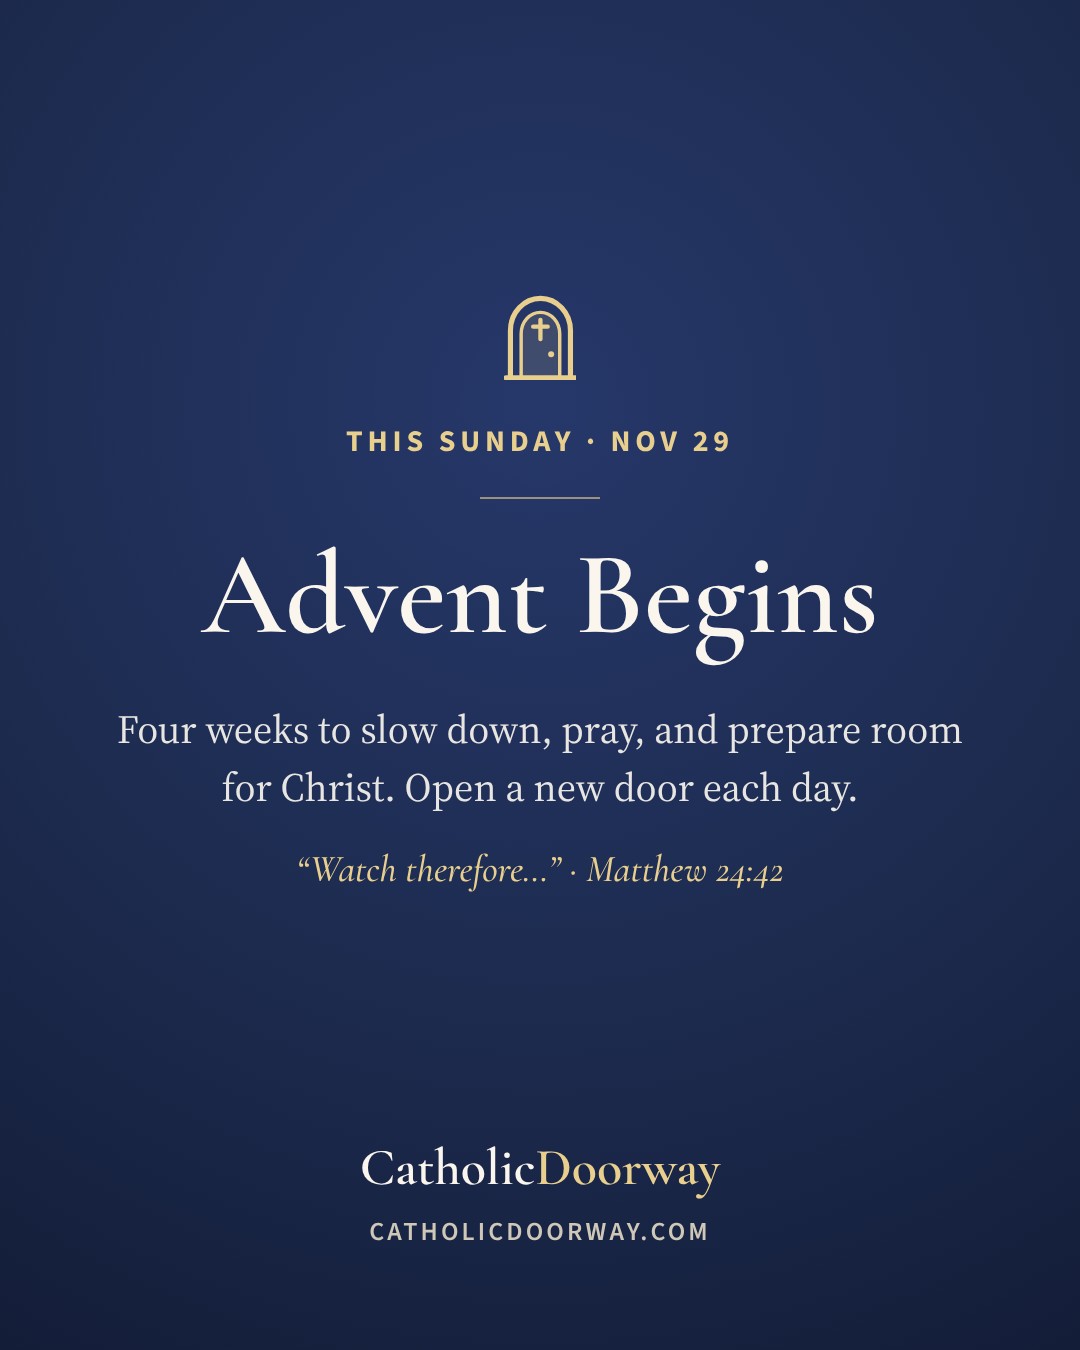 THIS SUNDAY · NOV 29
Advent Begins
Four weeks to slow down, pray, and prepare room
for Christ. Open a new door each day.
“Watch therefore…” · Matthew 24:42
CatholicDoorway
CATHOLICDOORWAY.COM